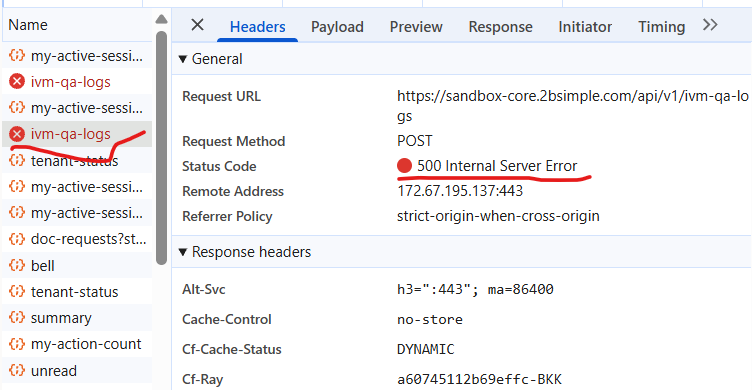 Name
my-active-sessi...
ivm-qa-logs
my-active-sessi...
ivm-qa-logs
tenant-status
my-active-sessi...
my-active-sessi...
doc-requests?st...
bell
tenant-status
summary
my-action-count
unread
Headers Payload Preview Response Initiator Timing
General
Request URL https://sandbox-core.2bsimple.com/api/v1/ivm-qa-lo
gs
Request Method POST
Status Code 500 Internal Server Error
Remote Address 172.67.195.137:443
Referrer Policy strict-origin-when-cross-origin
Response headers
Alt-Svc h3=":443"; ma=86400
Cache-Control no-store
Cf-Cache-Status DYNAMIC
Cf-Ray a60745112b69effc-BKK